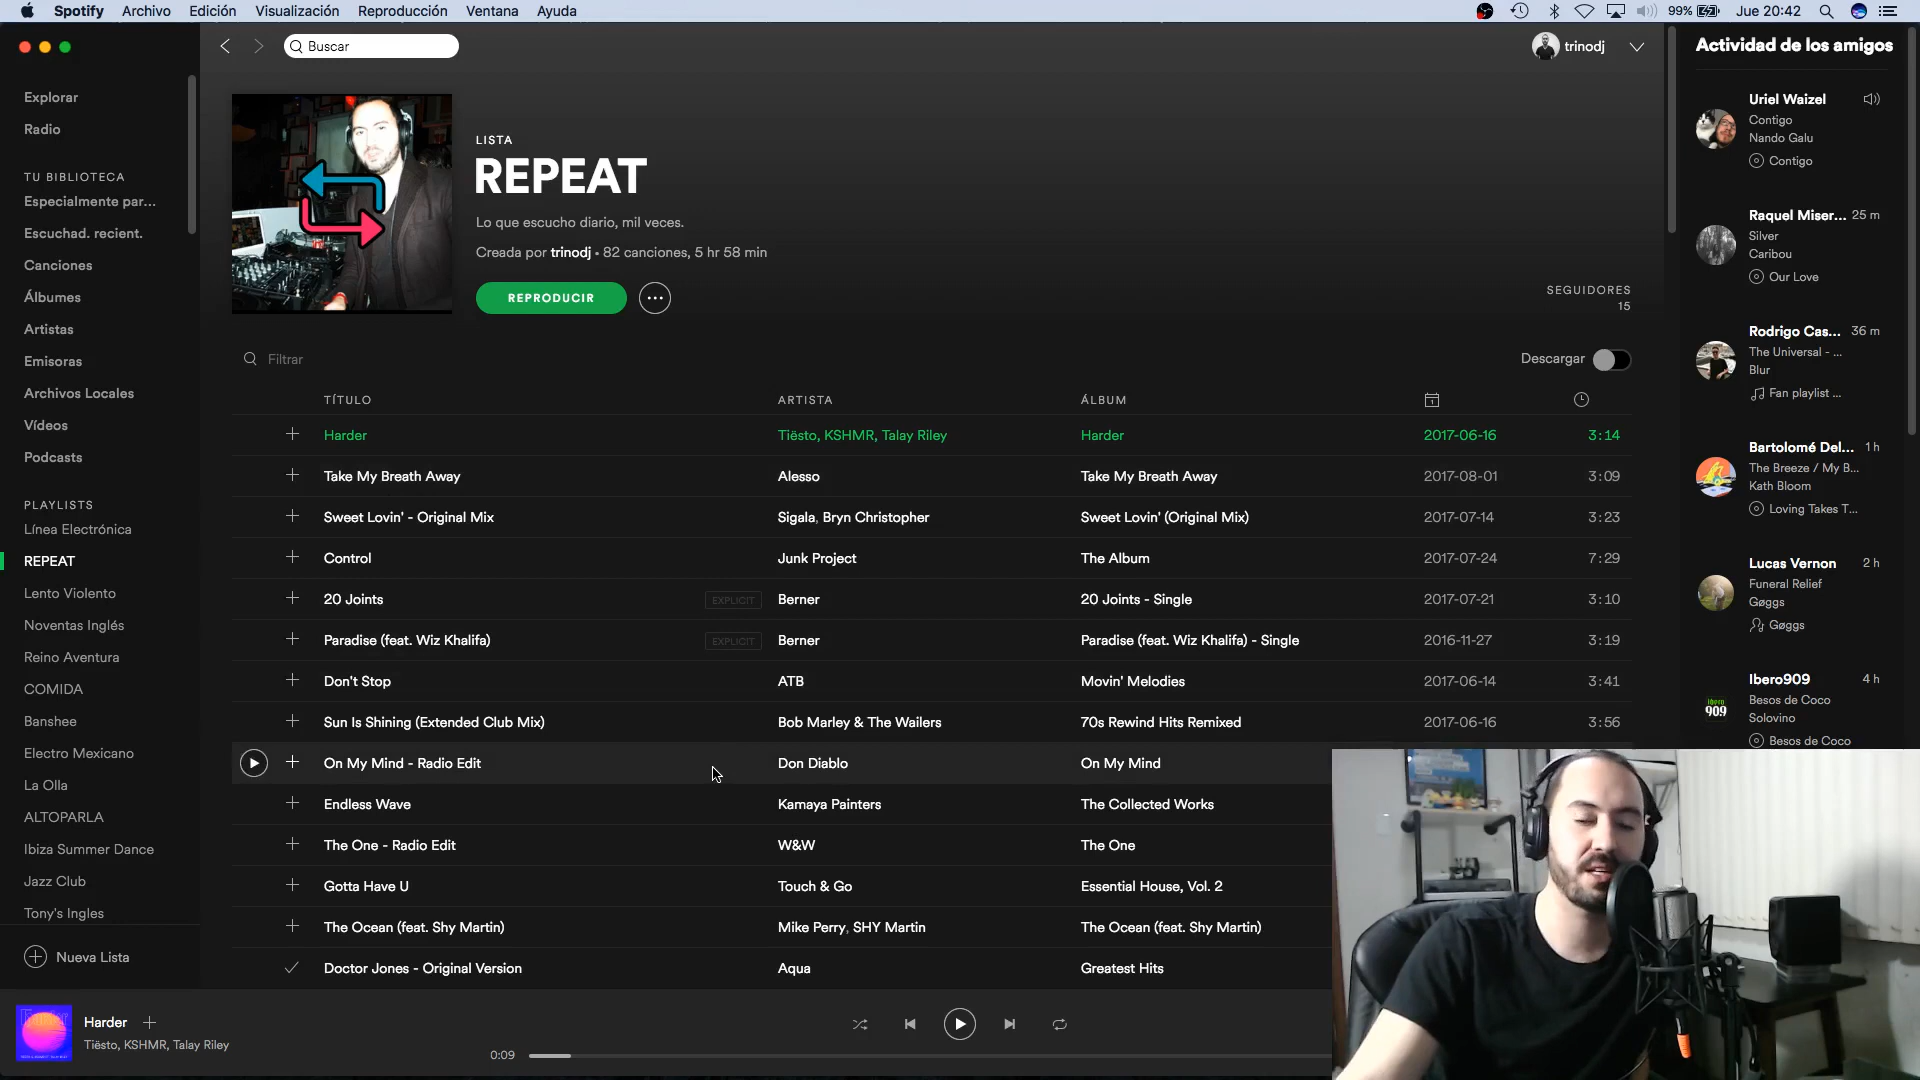 Spotify Archivo Edición Visualización Reproducción Ventana Ayuda
99% Jue 20:42
Buscar
trinodj
Actividad de los amigos
Explorar
Radio
TU BIBLIOTECA
Especialmente par...
Escuchad. recient.
Canciones
Álbumes
Artistas
Emisoras
Archivos Locales
Vídeos
Podcasts
PLAYLISTS
Línea Electrónica
REPEAT
Lento Violento
Noventas Inglés
Reino Aventura
COMIDA
Banshee
Electro Mexicano
La Olla
ALTOPARLA
Ibiza Summer Dance
Jazz Club
Tony's Ingles
Nueva Lista
LISTA
REPEAT
Lo que escucho diario, mil veces.
Creada por trinodj • 82 canciones, 5 hr 58 min
REPRODUCIR
SEGUIDORES
15
Filtrar
Descargar
TÍTULO ARTISTA ÁLBUM
Harder Tiësto, KSHMR, Talay Riley Harder 2017-06-16 3:14
Take My Breath Away Alesso Take My Breath Away 2017-08-01 3:09
Sweet Lovin' - Original Mix Sigala, Bryn Christopher Sweet Lovin' (Original Mix) 2017-07-14 3:23
Control Junk Project The Album 2017-07-24 7:29
20 Joints EXPLICIT Berner 20 Joints - Single 2017-07-21 3:10
Paradise (feat. Wiz Khalifa) EXPLICIT Berner Paradise (feat. Wiz Khalifa) - Single 2016-11-27 3:19
Don't Stop ATB Movin' Melodies 2017-06-14 3:41
Sun Is Shining (Extended Club Mix) Bob Marley & The Wailers 70s Rewind Hits Remixed 2017-06-16 3:56
On My Mind - Radio Edit Don Diablo On My Mind
Endless Wave Kamaya Painters The Collected Works
The One - Radio Edit W&W The One
Gotta Have U Touch & Go Essential House, Vol. 2
The Ocean (feat. Shy Martin) Mike Perry, SHY Martin The Ocean (feat. Shy Martin)
Doctor Jones - Original Version Aqua Greatest Hits
Uriel Waizel
Contigo
Nando Galu
Contigo
Raquel Miser... 25 m
Silver
Caribou
Our Love
Rodrigo Cas... 36 m
The Universal - ...
Blur
Fan playlist ...
Bartolomé Del... 1 h
The Breeze / My B...
Kath Bloom
Loving Takes T...
Lucas Vernon 2 h
Funeral Relief
Gøggs
Gøggs
Ibero909 4 h
Besos de Coco
Solovino
Besos de Coco
Ibero
909
Harder
Tiësto, KSHMR, Talay Riley
0:09